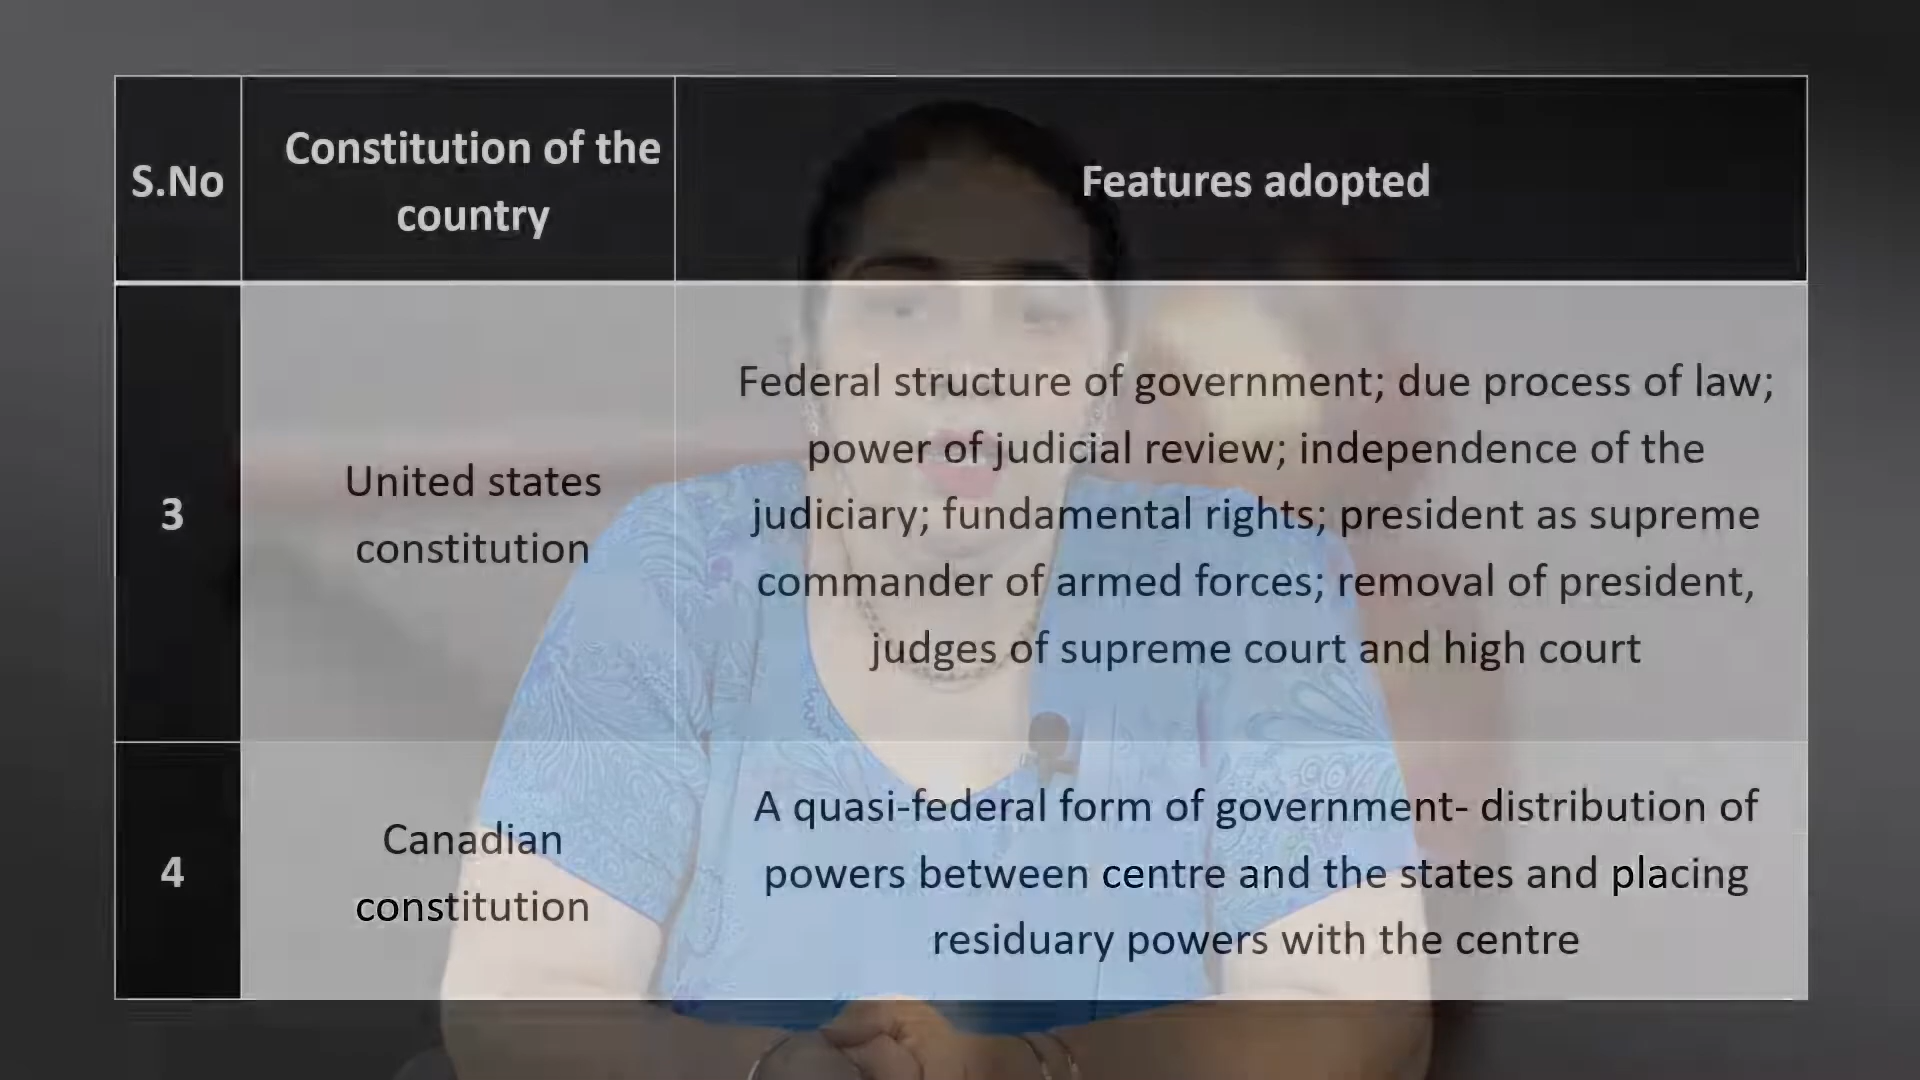 S.No
Constitution of the
country
Features adopted
3
United states
constitution
Federal structure of government; due process of law;
power of judicial review; independence of the
judiciary; fundamental rights; president as supreme
commander of armed forces; removal of president,
judges of supreme court and high court
4
Canadian
constitution
A quasi-federal form of government- distribution of
powers between centre and the states and placing
residuary powers with the centre